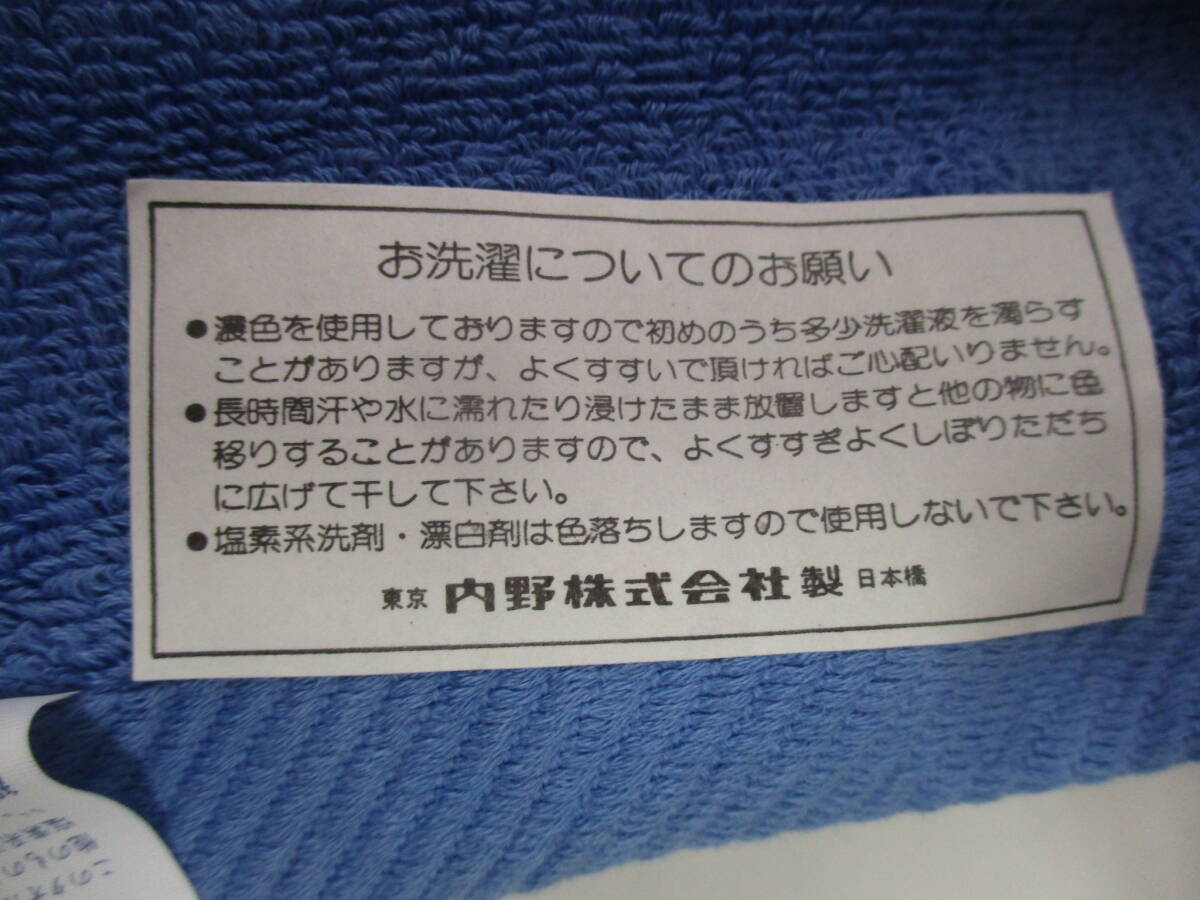 お洗濯についてのお願い
●濃色を使用しておりますので初めのうち多少洗濯液を濁らす
ことがありますが、よくすすいで頂ければご心配いりません。
●長時間汗や水に濡れたり浸けたまま放置しますと他の物に色
移りすることがありますので、よくすすぎよくしぼりただち
に広げて干して下さい。
●塩素系洗剤・漂白剤は色落ちしますので使用しないで下さい。
東京 内野株式会社製 日本橋